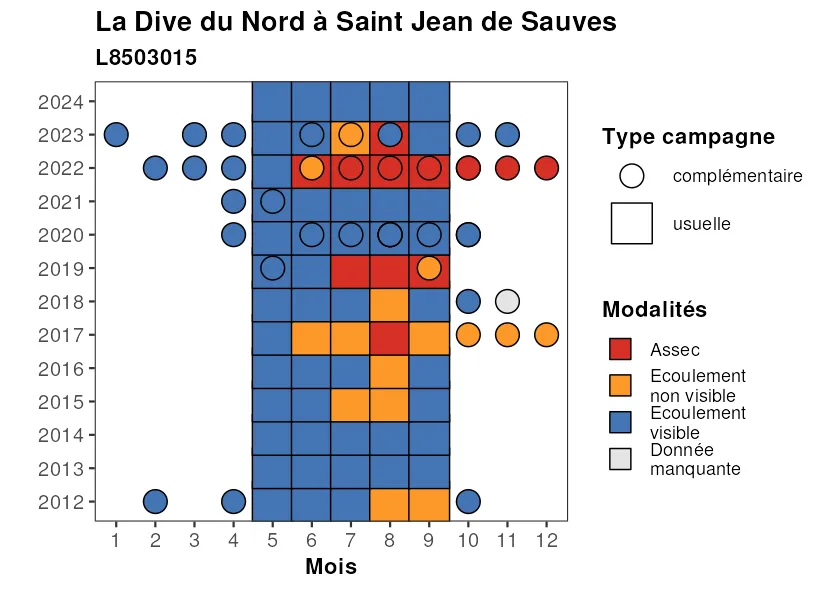 La Dive du Nord à Saint Jean de Sauves
L8503015
2024
2023
2022
2021
2020
2019
2018
2017
2016
2015
2014
2013
2012
1 2 3 4 5 6 7 8 9 10 11 12
Mois
Type campagne
complémentaire
usuelle
Modalités
Assec
Ecoulement
non visible
Ecoulement
visible
Donnée
manquante